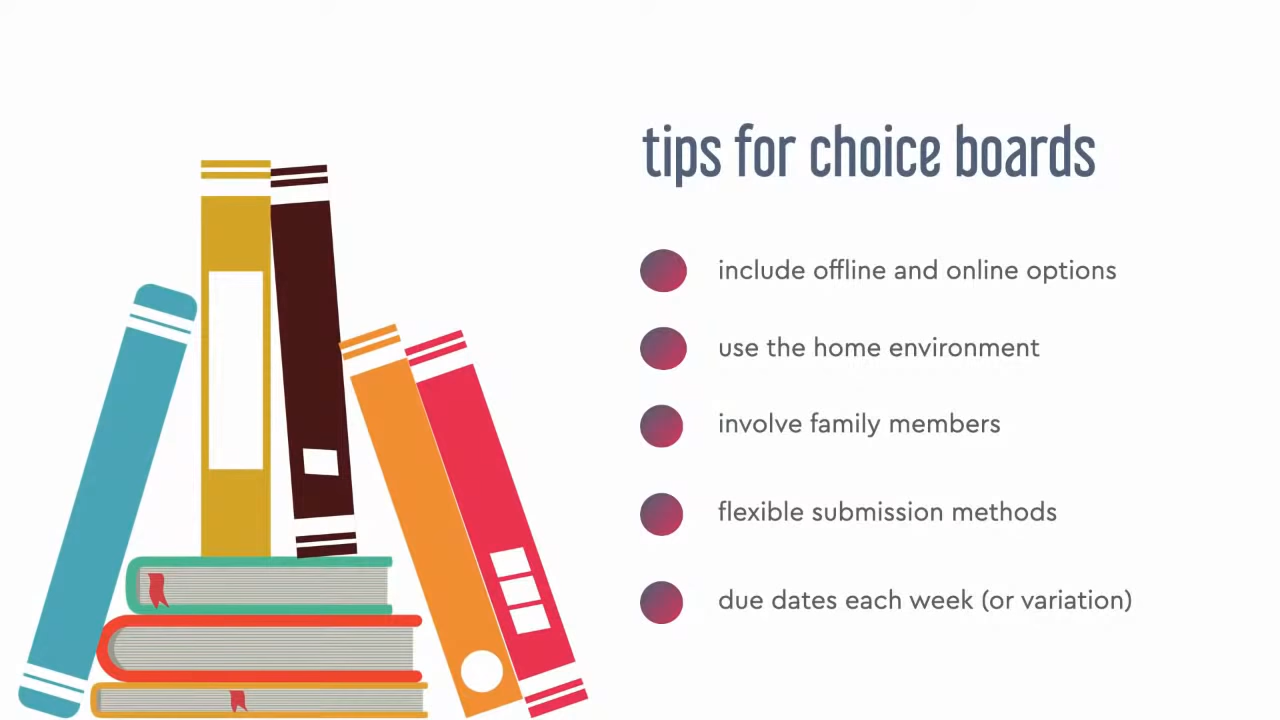 tips for choice boards
include offline and online options
use the home environment
involve family members
flexible submission methods
due dates each week (or variation)